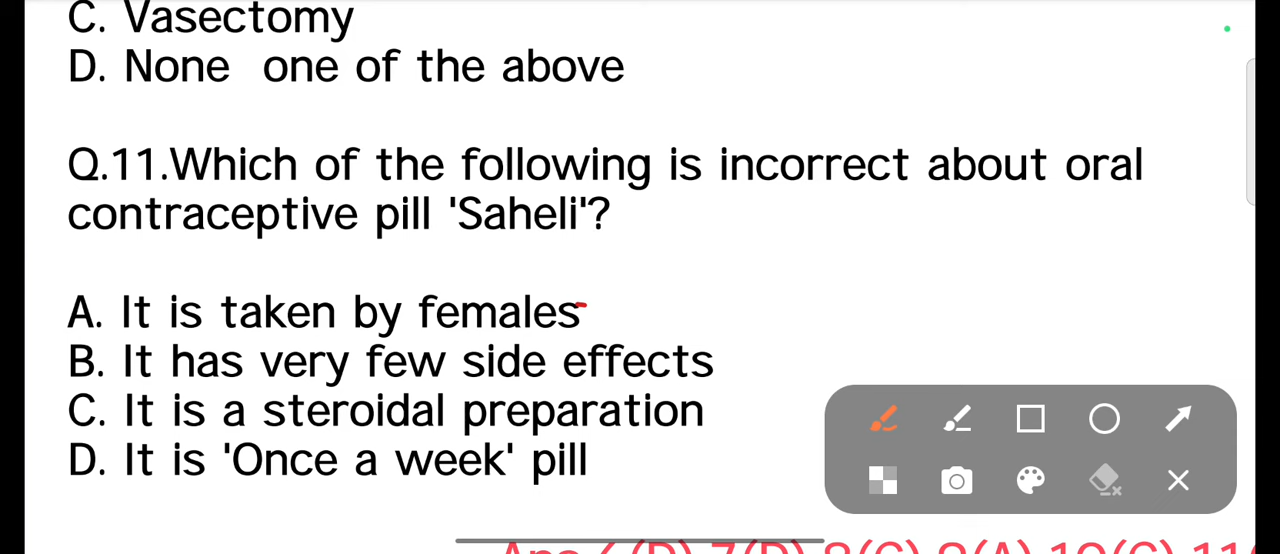 C. Vasectomy
D. None  one of the above
Q.11.Which of the following is incorrect about oral
contraceptive pill 'Saheli'?
A. It is taken by females
B. It has very few side effects
C. It is a steroidal preparation
D. It is 'Once a week' pill